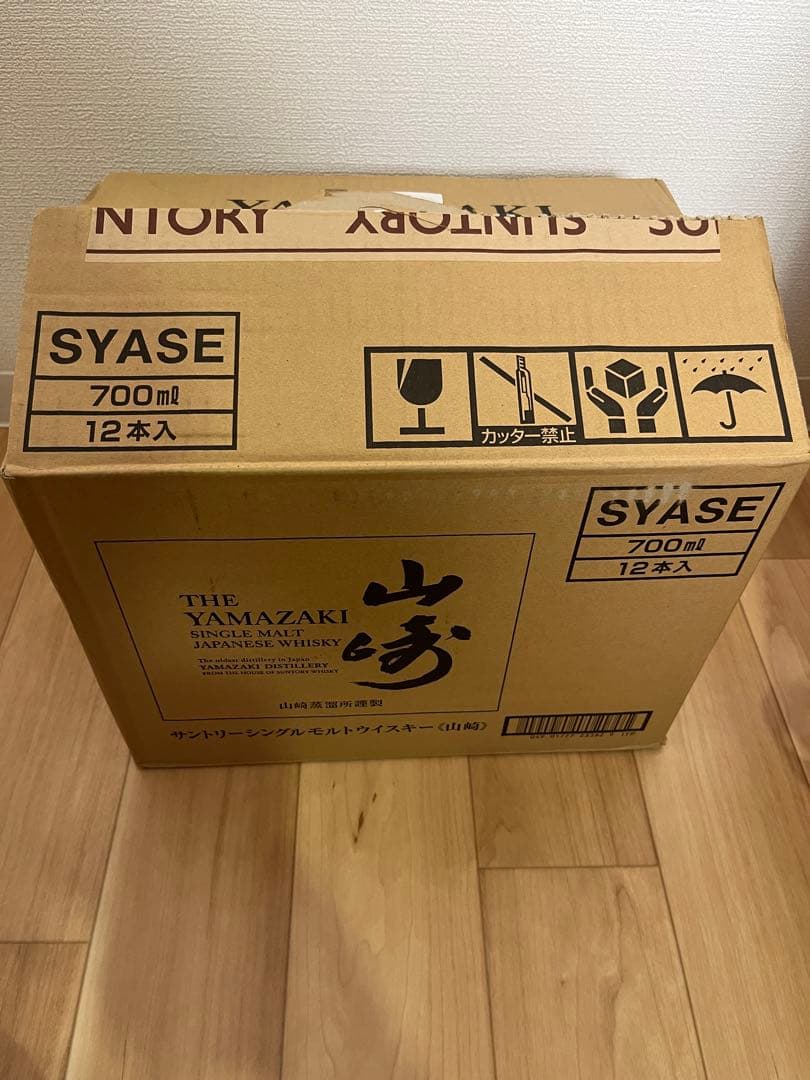 YAMAZAKI
NTORY SUNTORY SUNTORY
SYASE
700mℓ
12本入
カッター禁止
SYASE
700mℓ
12本入
THE
YAMAZAKI
SINGLE MALT
JAPANESE WHISKY
The oldest distillery in Japan
YAMAZAKI DISTILLERY
FROM THE HOUSE OF SUNTORY WHISKY
山崎
山崎蒸溜所謹製
サントリーシングルモルトウイスキー《山崎》